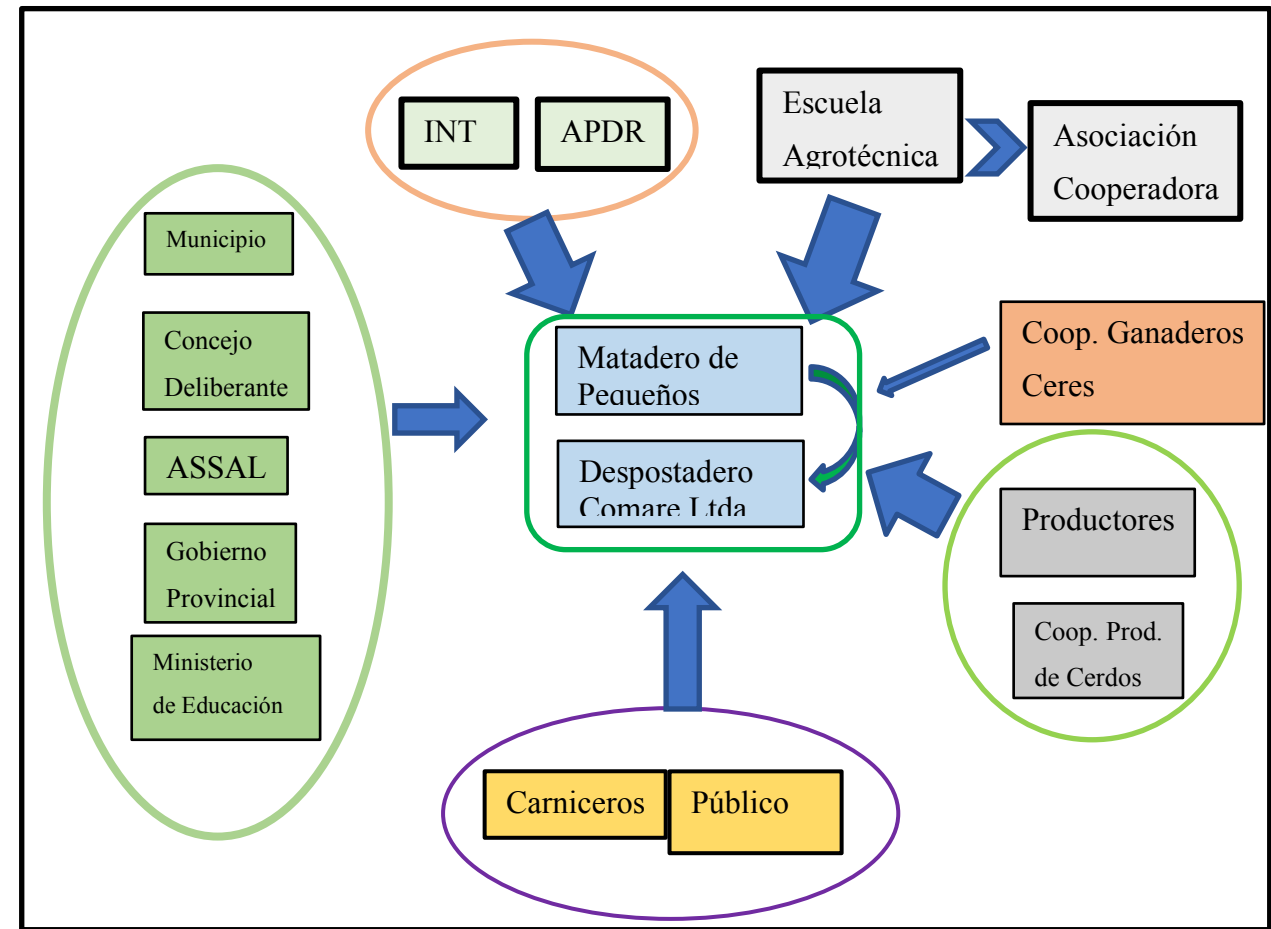 INT
APDR
Escuela
Agrotécnica
Asociación
Cooperadora
Municipio
Concejo
Deliberante
ASSAL
Gobierno
Provincial
Ministerio
de Educación
Matadero de
Pequeños
Despostadero
Comare Ltda
Coop. Ganaderos
Ceres
Productores
Coop. Prod.
de Cerdos
Carniceros
Público